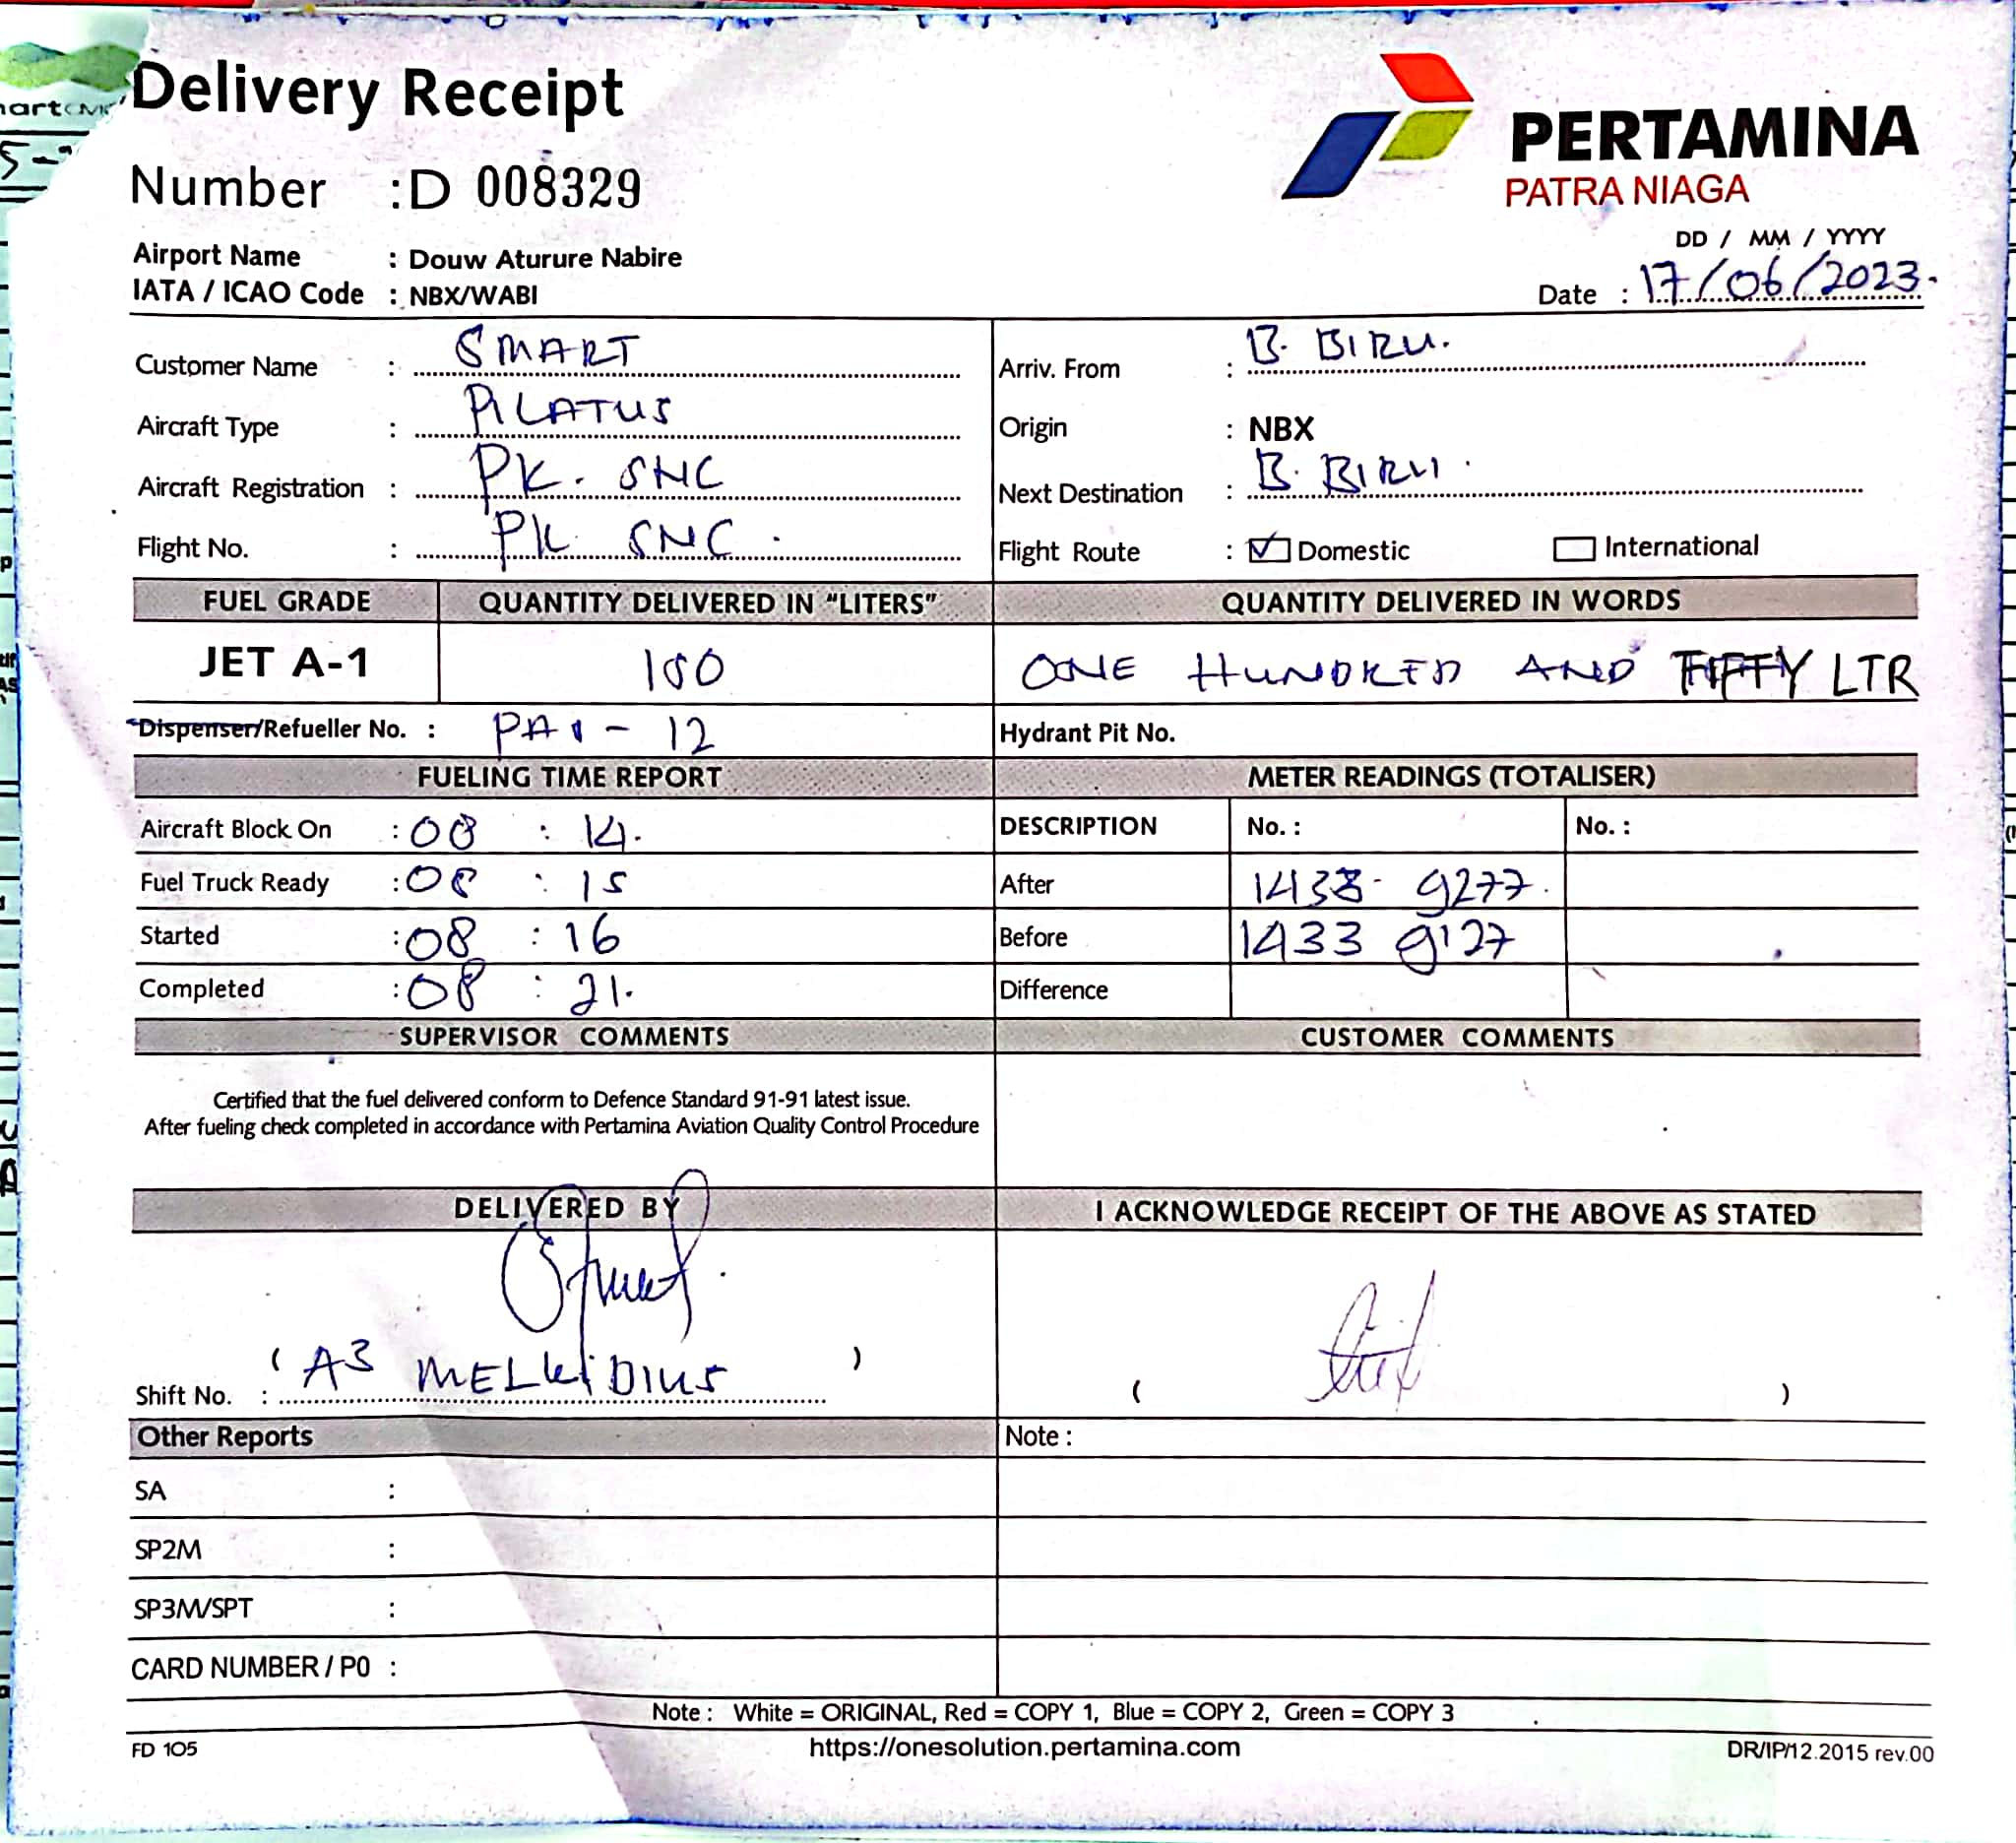 Delivery Receipt
Number : D 008329
PERTAMINA
PATRA NIAGA
Airport Name : Douw Aturure Nabire
IATA / ICAO Code : NBX/WABI
DD / MM / YYYY
Date : 17/06/2023.
Customer Name : SMART
Arriv. From : B. BIRU.
Aircraft Type : PILATUS
Origin : NBX
Aircraft Registration : PK. SNC
Next Destination : B. BIRU.
Flight No. : PK SNC.
Flight Route : Domestic International
FUEL GRADE QUANTITY DELIVERED IN "LITERS" QUANTITY DELIVERED IN WORDS
JET A-1 150 ONE HUNDRED AND FIFTY LTR
*Dispenser/Refueller No. : PA1 - 12 Hydrant Pit No.
FUELING TIME REPORT METER READINGS (TOTALISER)
Aircraft Block On : 08 : 14. DESCRIPTION No. : No. :
Fuel Truck Ready : 08 : 15 After 1433 9277.
Started : 08 : 16 Before 1433 9127
Completed : 08 : 21. Difference
SUPERVISOR COMMENTS CUSTOMER COMMENTS
Certified that the fuel delivered conform to Defence Standard 91-91 latest issue.
After fueling check completed in accordance with Pertamina Aviation Quality Control Procedure
DELIVERED BY I ACKNOWLEDGE RECEIPT OF THE ABOVE AS STATED
( A3 MELKIDIUS )
Shift No. :
( )
Other Reports Note :
SA :
SP2M :
SP3M/SPT :
CARD NUMBER / P0 :
Note : White = ORIGINAL, Red = COPY 1, Blue = COPY 2, Green = COPY 3
FD 105 https://onesolution.pertamina.com DR/IP/12.2015 rev.00